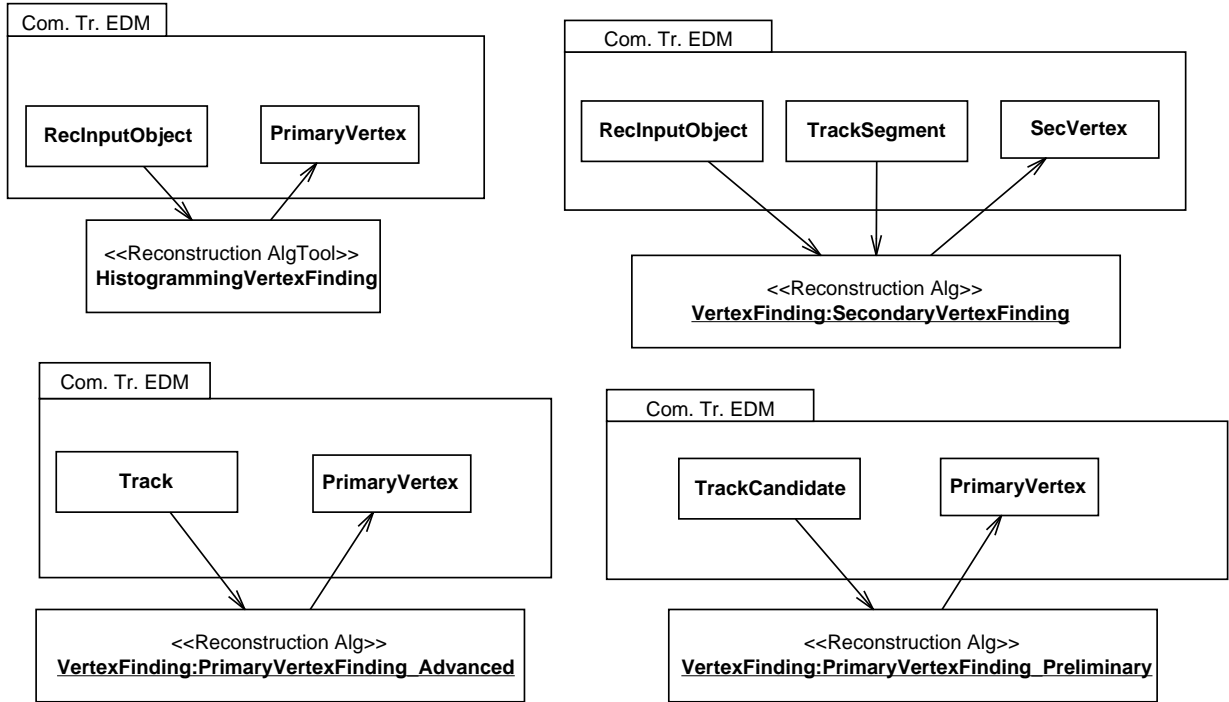 Com. Tr. EDM
RecInputObject
PrimaryVertex
<<Reconstruction AlgTool>>
HistogrammingVertexFinding
Com. Tr. EDM
RecInputObject
TrackSegment
SecVertex
<<Reconstruction Alg>>
VertexFinding:SecondaryVertexFinding
Com. Tr. EDM
Track
PrimaryVertex
<<Reconstruction Alg>>
VertexFinding:PrimaryVertexFinding_Advanced
Com. Tr. EDM
TrackCandidate
PrimaryVertex
<<Reconstruction Alg>>
VertexFinding:PrimaryVertexFinding_Preliminary